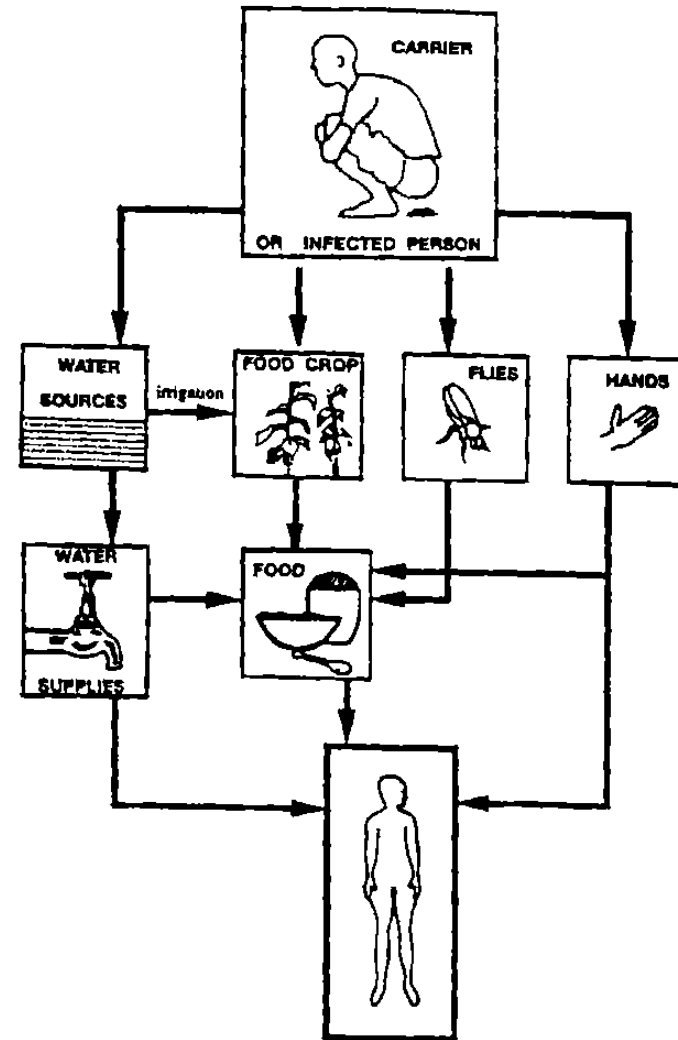 CARRIER
OR INFECTED PERSON
WATER
SOURCES
irrigation
FOOD CROP
FLIES
HANDS
WATER
SUPPLIES
FOOD